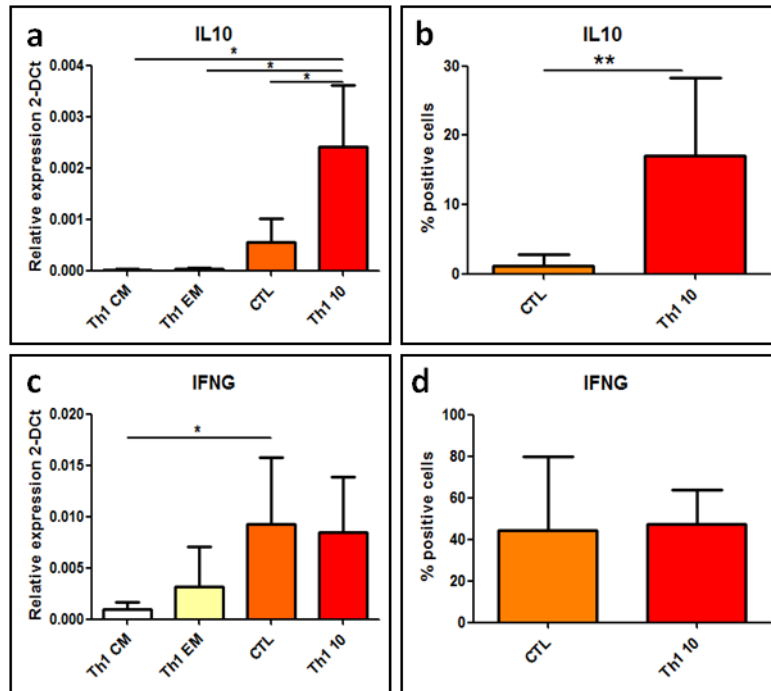 a
IL10
Relative expression 2-DCt
0.004
0.003
0.002
0.001
0.000
*
*
*
Th1 CM
Th1 EM
CTL
Th1 10
b
IL10
% positive cells
30
20
10
0
**
CTL
Th1 10
c
IFNG
Relative expression 2-DCt
0.020
0.015
0.010
0.005
0.000
*
Th1 CM
Th1 EM
CTL
Th1 10
d
IFNG
% positive cells
100
80
60
40
20
0
CTL
Th1 10